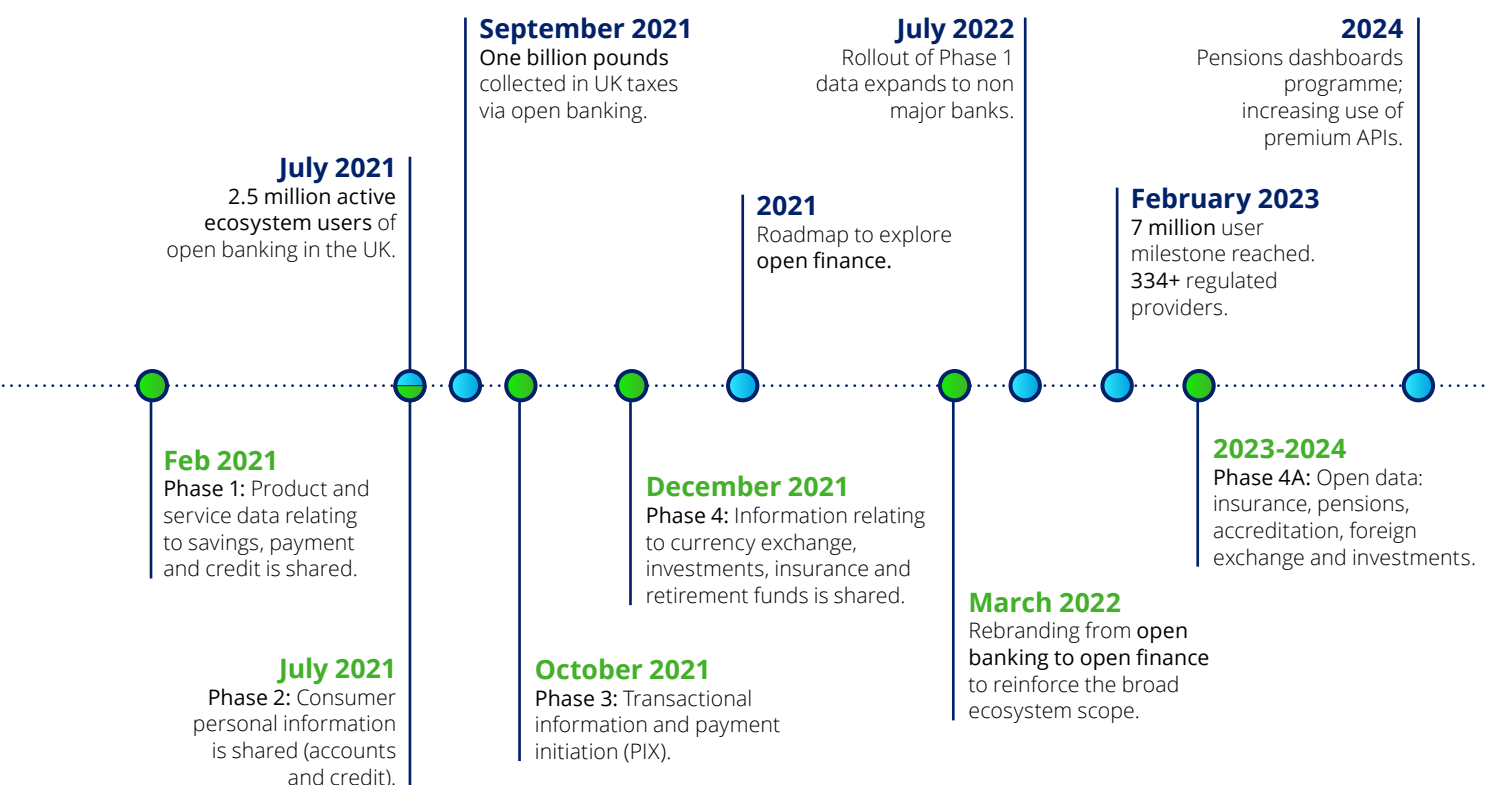 September 2021
One billion pounds
collected in UK taxes
via open banking.
July 2022
Rollout of Phase 1
data expands to non
major banks.
2024
Pensions dashboards
programme;
increasing use of
premium APIs.
July 2021
2.5 million active
ecosystem users of
open banking in the UK.
2021
Roadmap to explore
open finance.
February 2023
7 million user
milestone reached.
334+ regulated
providers.
Feb 2021
Phase 1: Product and
service data relating
to savings, payment
and credit is shared.
December 2021
Phase 4: Information relating
to currency exchange,
investments, insurance and
retirement funds is shared.
2023-2024
Phase 4A: Open data:
insurance, pensions,
accreditation, foreign
exchange and investments.
March 2022
Rebranding from open
banking to open finance
to reinforce the broad
ecosystem scope.
July 2021
Phase 2: Consumer
personal information
is shared (accounts
and credit).
October 2021
Phase 3: Transactional
information and payment
initiation (PIX).